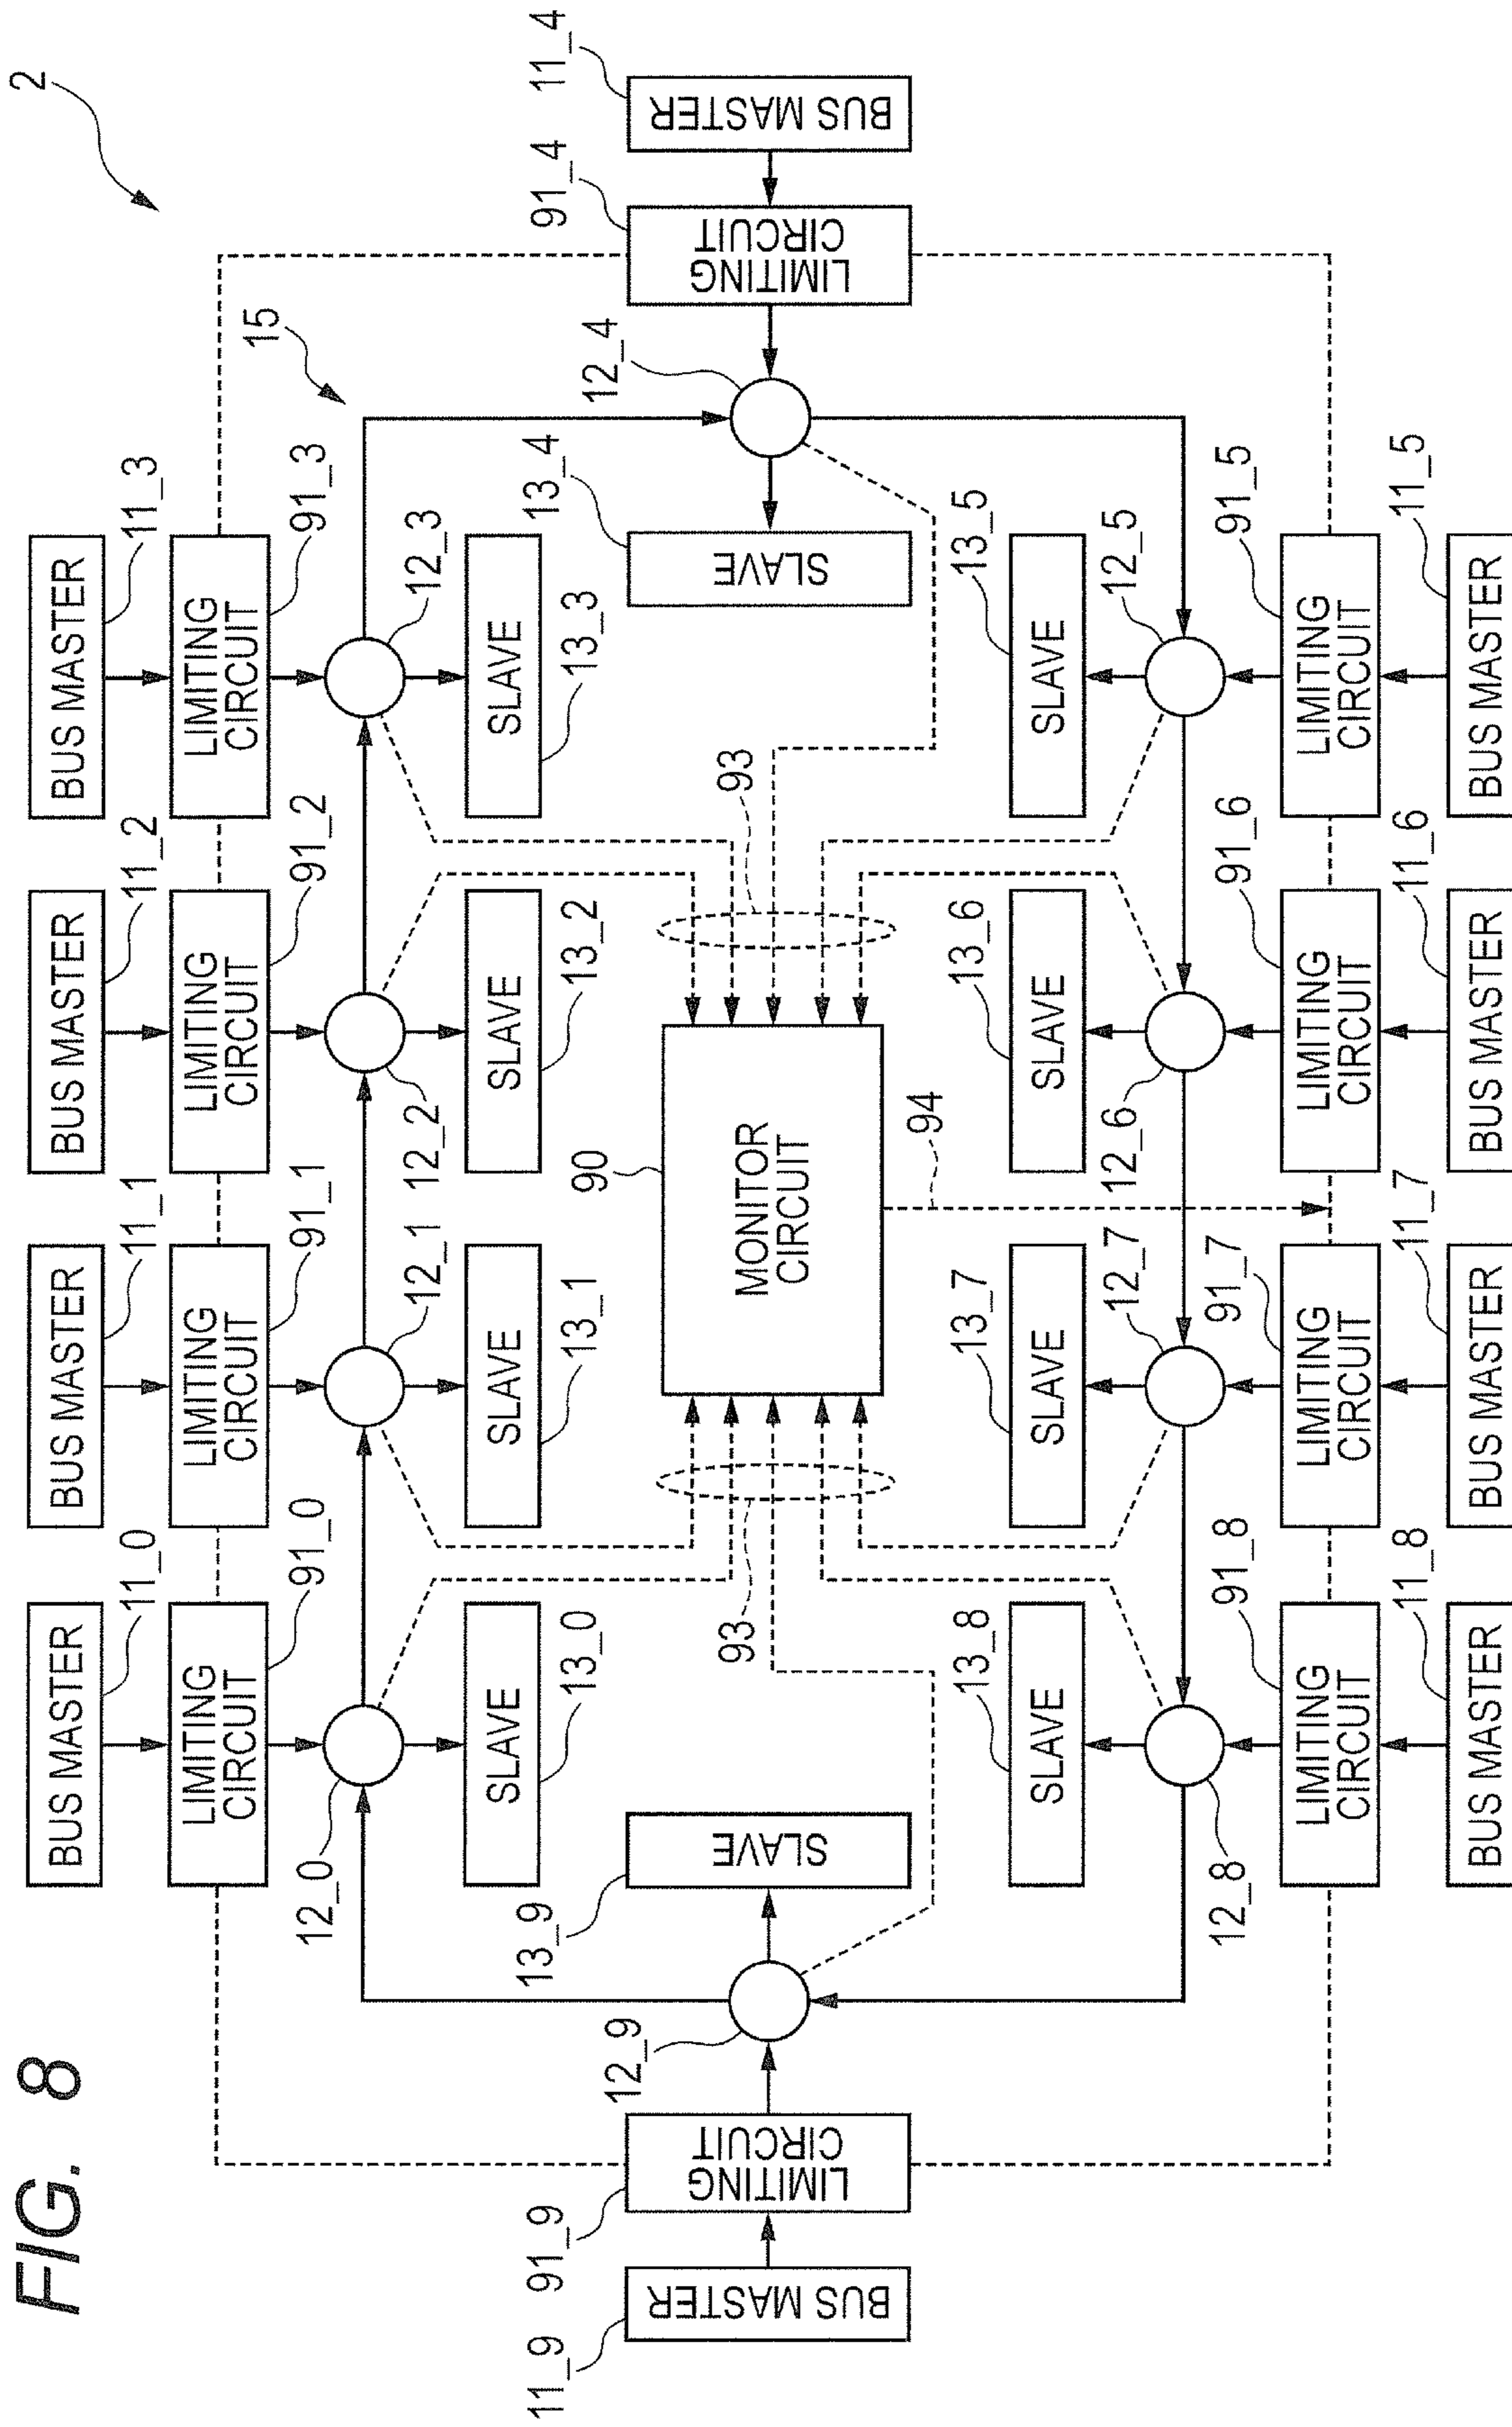 FIG. 8
2
15
BUS MASTER
11_0
BUS MASTER
11_1
BUS MASTER
11_2
BUS MASTER
11_3
LIMITING
CIRCUIT
91_0
LIMITING
CIRCUIT
91_1
LIMITING
CIRCUIT
91_2
LIMITING
CIRCUIT
91_3
12_0
12_1
12_2
12_3
SLAVE
13_0
SLAVE
13_1
SLAVE
13_2
SLAVE
13_3
11_9
BUS MASTER
91_9
LIMITING
CIRCUIT
12_9
13_9
SLAVE
93
90
MONITOR
CIRCUIT
93
94
13_4
SLAVE
12_4
91_4
LIMITING
CIRCUIT
11_4
BUS MASTER
13_8
SLAVE
13_7
SLAVE
13_6
SLAVE
13_5
SLAVE
12_8
12_7
12_6
12_5
91_8
LIMITING
CIRCUIT
91_7
LIMITING
CIRCUIT
91_6
LIMITING
CIRCUIT
91_5
LIMITING
CIRCUIT
11_8
BUS MASTER
11_7
BUS MASTER
11_6
BUS MASTER
11_5
BUS MASTER